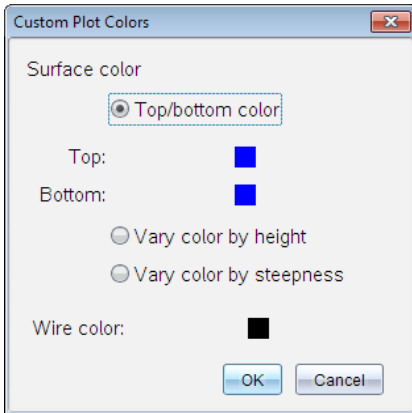 Custom Plot Colors
Surface color
Top/bottom color
Top:
Bottom:
Vary color by height
Vary color by steepness
Wire color:
OK Cancel